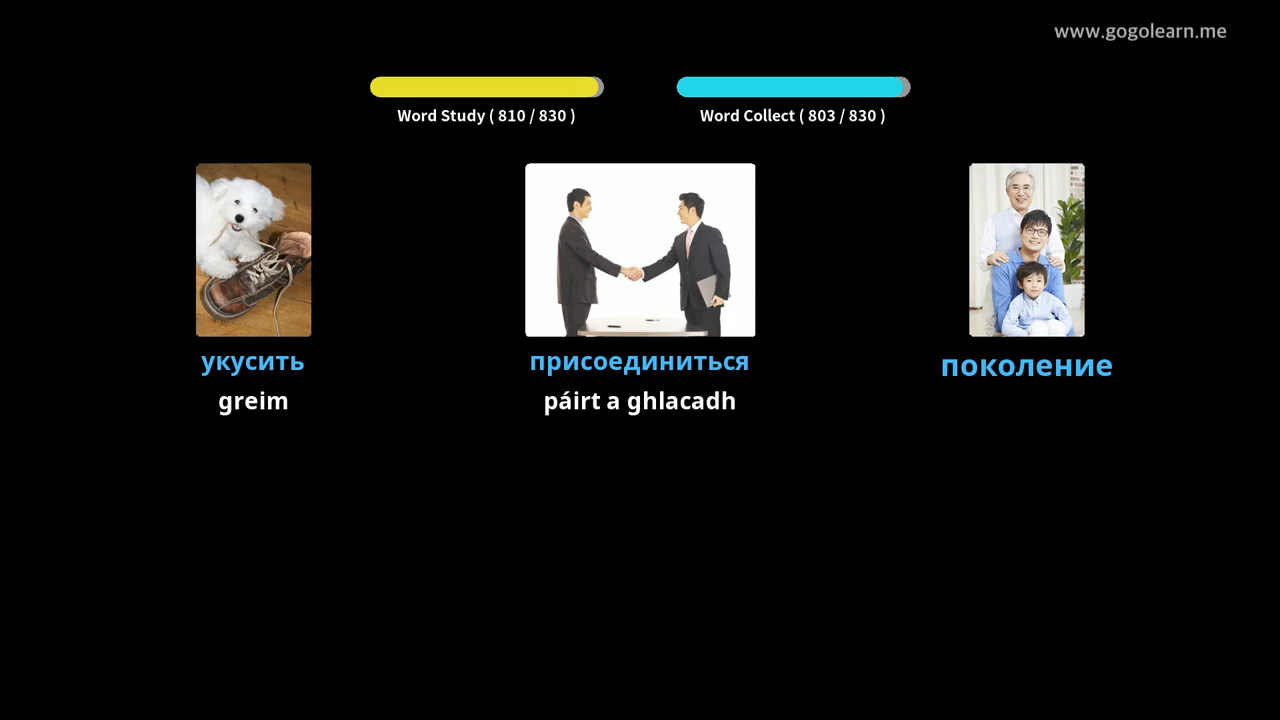 www.gogolearn.me
Word Study ( 810 / 830 )
Word Collect ( 803 / 830 )
укусить
greim
присоединиться
páirt a ghlacadh
поколение